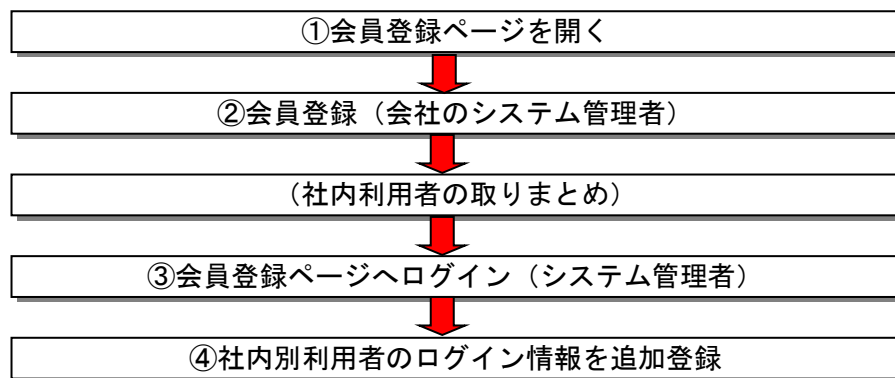 ①会員登録ページを開く
②会員登録（会社のシステム管理者）
（社内利用者の取りまとめ）
③会員登録ページへログイン（システム管理者）
④社内別利用者のログイン情報を追加登録